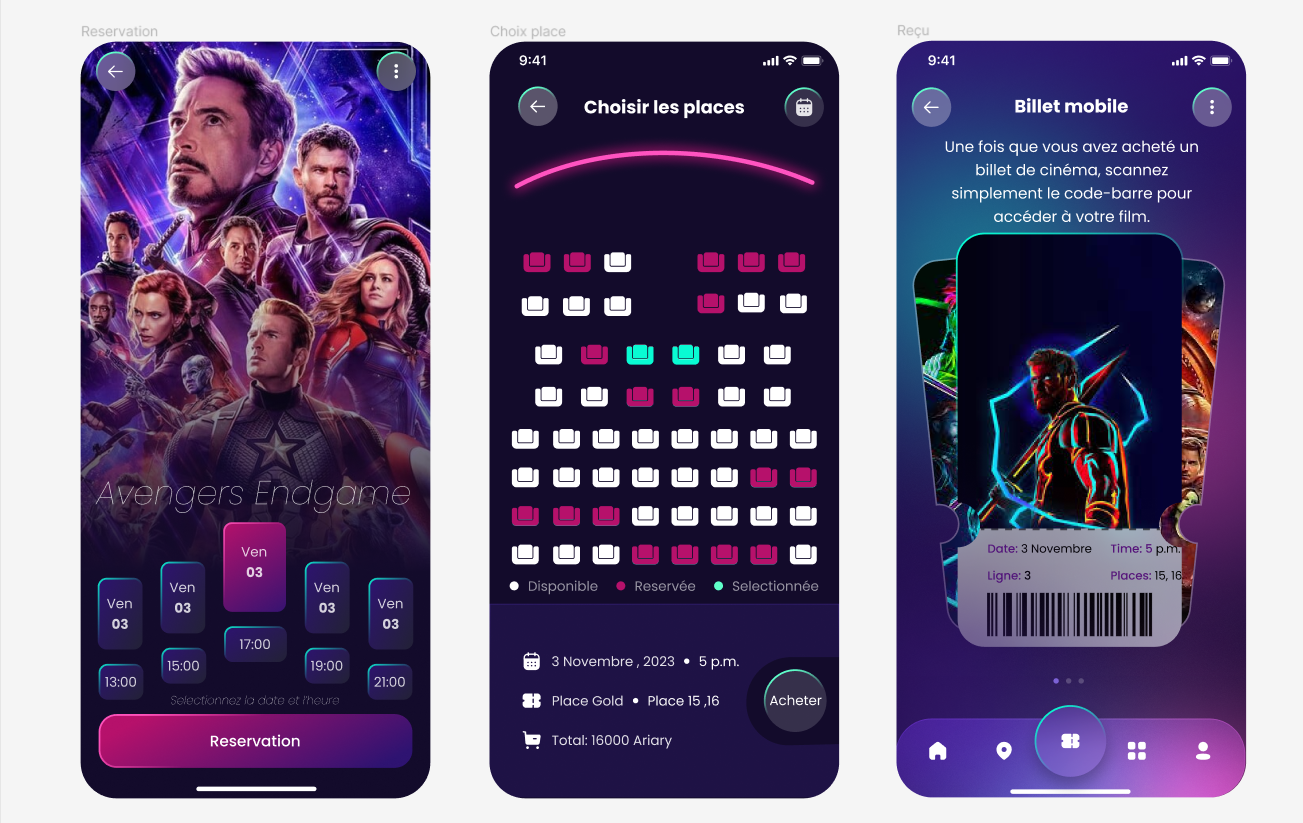 Reservation
Avengers Endgame
Ven
03
Ven
03
Ven
03
Ven
03
Ven
03
13:00
15:00
17:00
19:00
21:00
Selectionnez la date et l'heure
Reservation
Choix place
9:41
Choisir les places
Disponible
Reservée
Selectionnée
3 Novembre , 2023 • 5 p.m.
Place Gold • Place 15 ,16
Total: 16000 Ariary
Acheter
Reçu
9:41
Billet mobile
Une fois que vous avez acheté un
billet de cinéma, scannez
simplement le code-barre pour
accéder à votre film.
Date: 3 Novembre
Time: 5 p.m.
Ligne: 3
Places: 15, 16